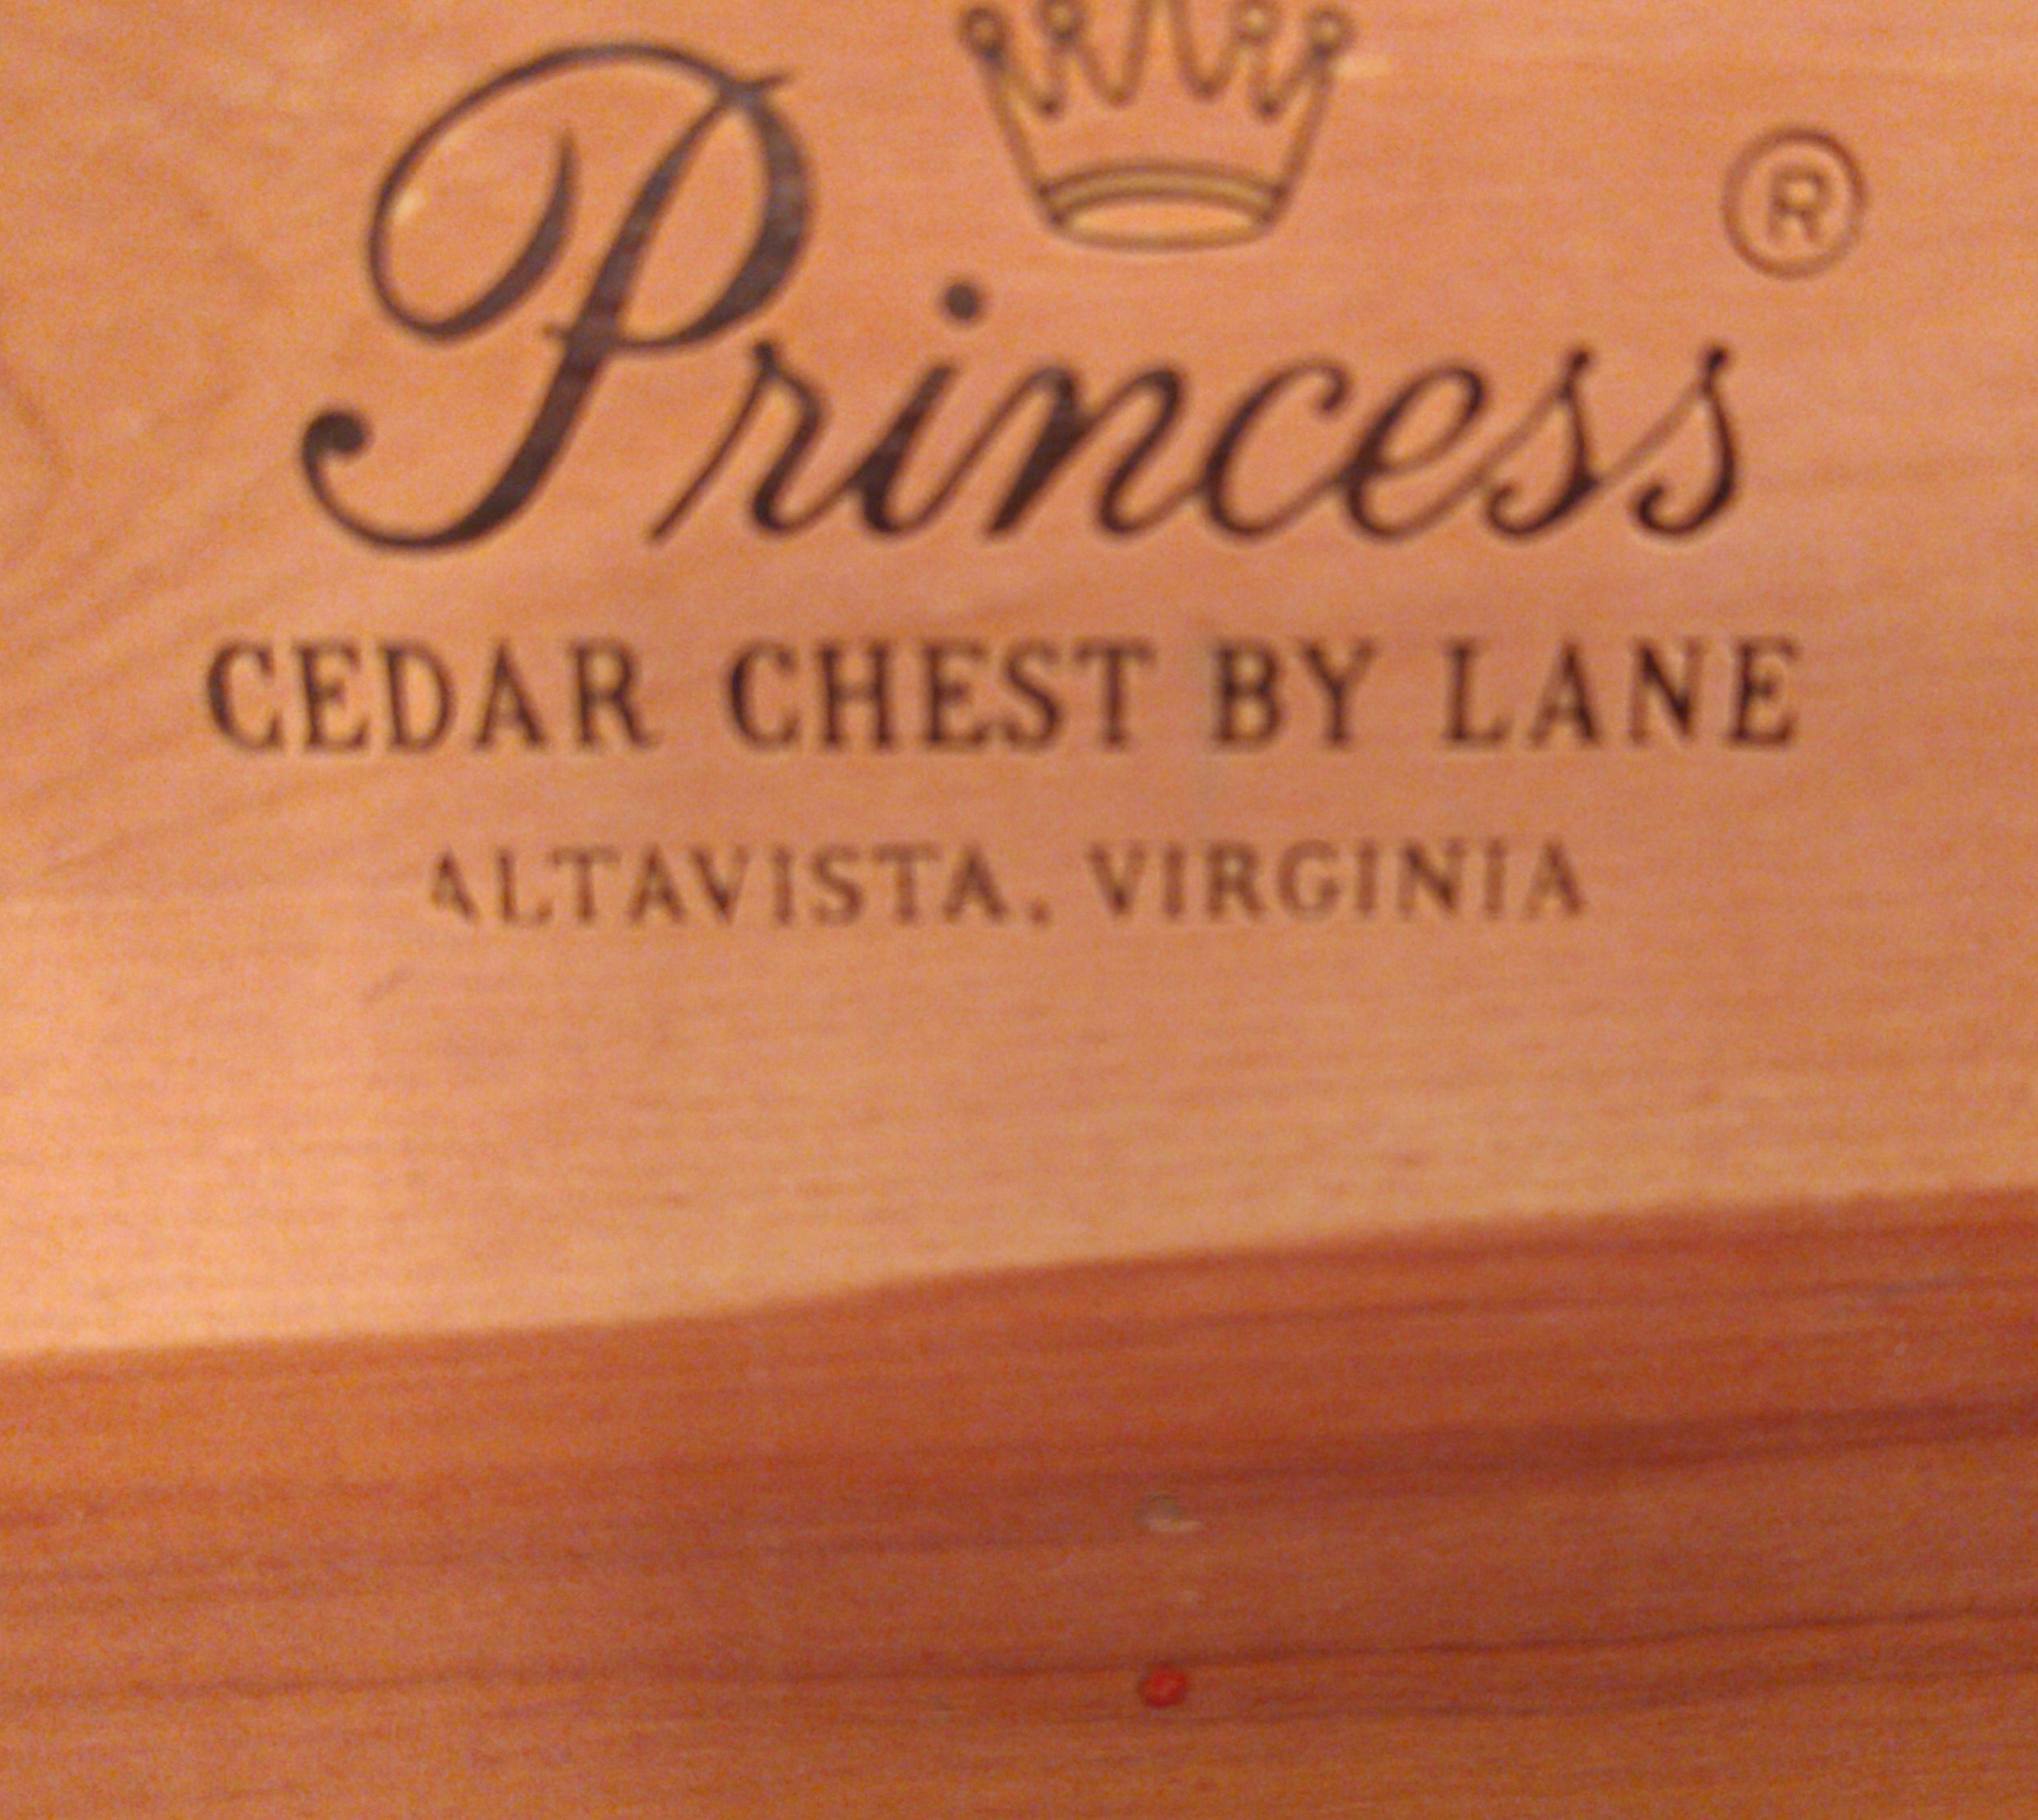 ®
Princess
CEDAR CHEST BY LANE
ALTAVISTA, VIRGINIA